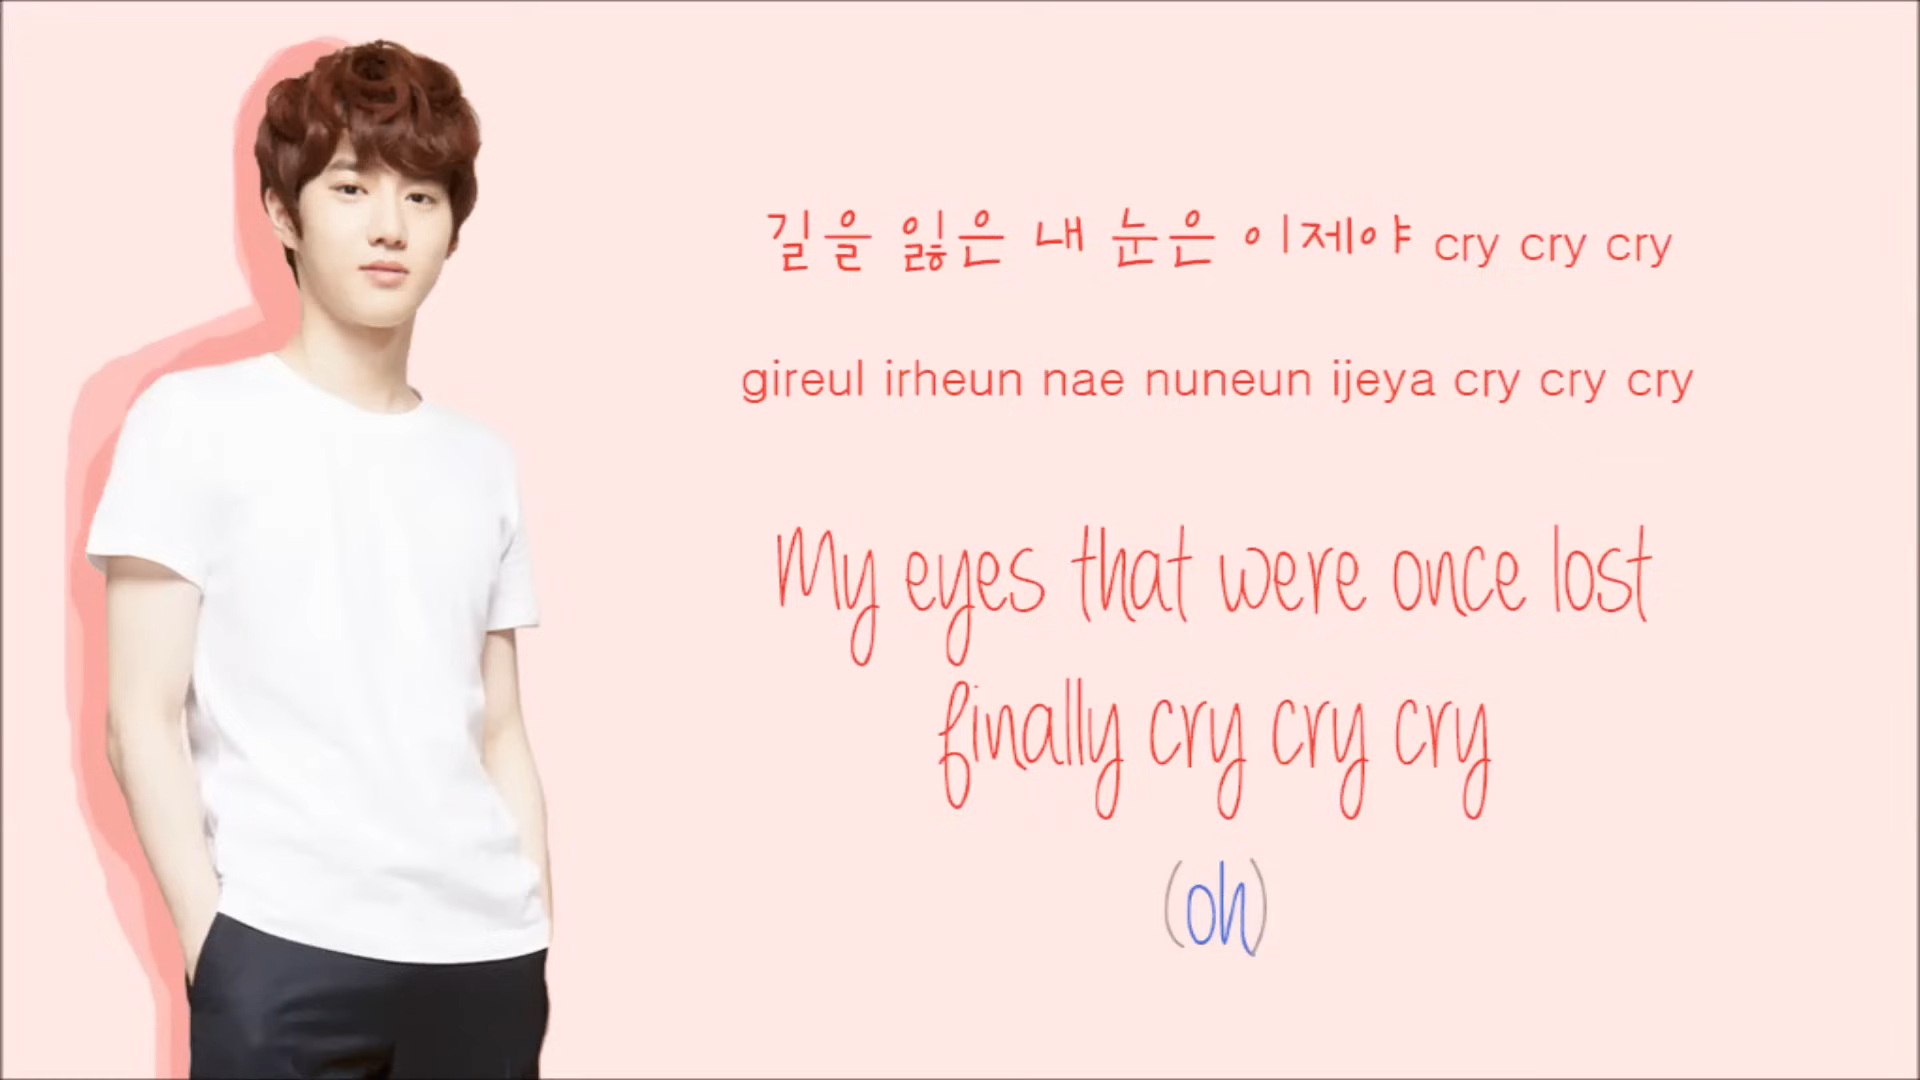 길을 잃은 내 눈은 이제야 cry cry cry
gireul irheun nae nuneun ijeya cry cry cry
My eyes that were once lost
finally cry cry cry
(oh)